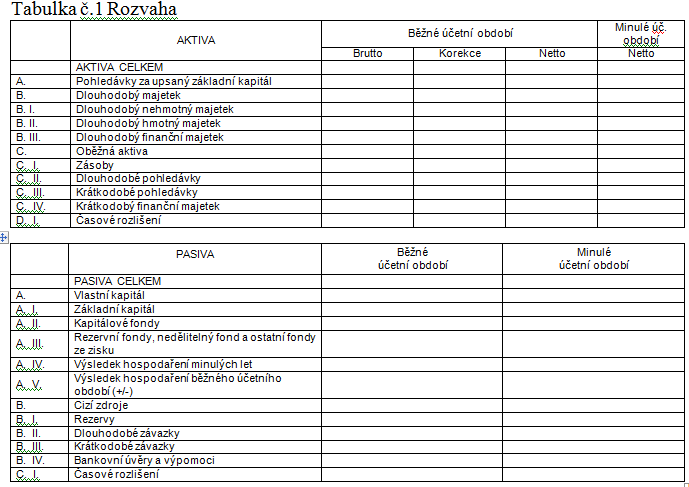 Tabulka č.1 Rozvaha
AKTIVA
Běžné účetní období
Minulé úč.
období
Brutto
Korekce
Netto
Netto
AKTIVA CELKEM
A. Pohledávky za upsaný základní kapitál
B. Dlouhodobý majetek
B. I. Dlouhodobý nehmotný majetek
B. II. Dlouhodobý hmotný majetek
B. III. Dlouhodobý finanční majetek
C. Oběžná aktiva
C. I. Zásoby
C. II. Dlouhodobé pohledávky
C. III. Krátkodobé pohledávky
C. IV. Krátkodobý finanční majetek
D. I. Časové rozlišení
PASIVA
Běžné
účetní období
Minulé
účetní období
PASIVA CELKEM
A. Vlastní kapitál
A. I. Základní kapitál
A. II. Kapitálové fondy
A. III. Rezervní fondy, nedělitelný fond a ostatní fondy
ze zisku
A. IV. Výsledek hospodaření minulých let
A. V. Výsledek hospodaření běžného účetního
období (+/-)
B. Cizí zdroje
B. I. Rezervy
B. II. Dlouhodobé závazky
B. III. Krátkodobé závazky
B. IV. Bankovní úvěry a výpomoci
C. I. Časové rozlišení